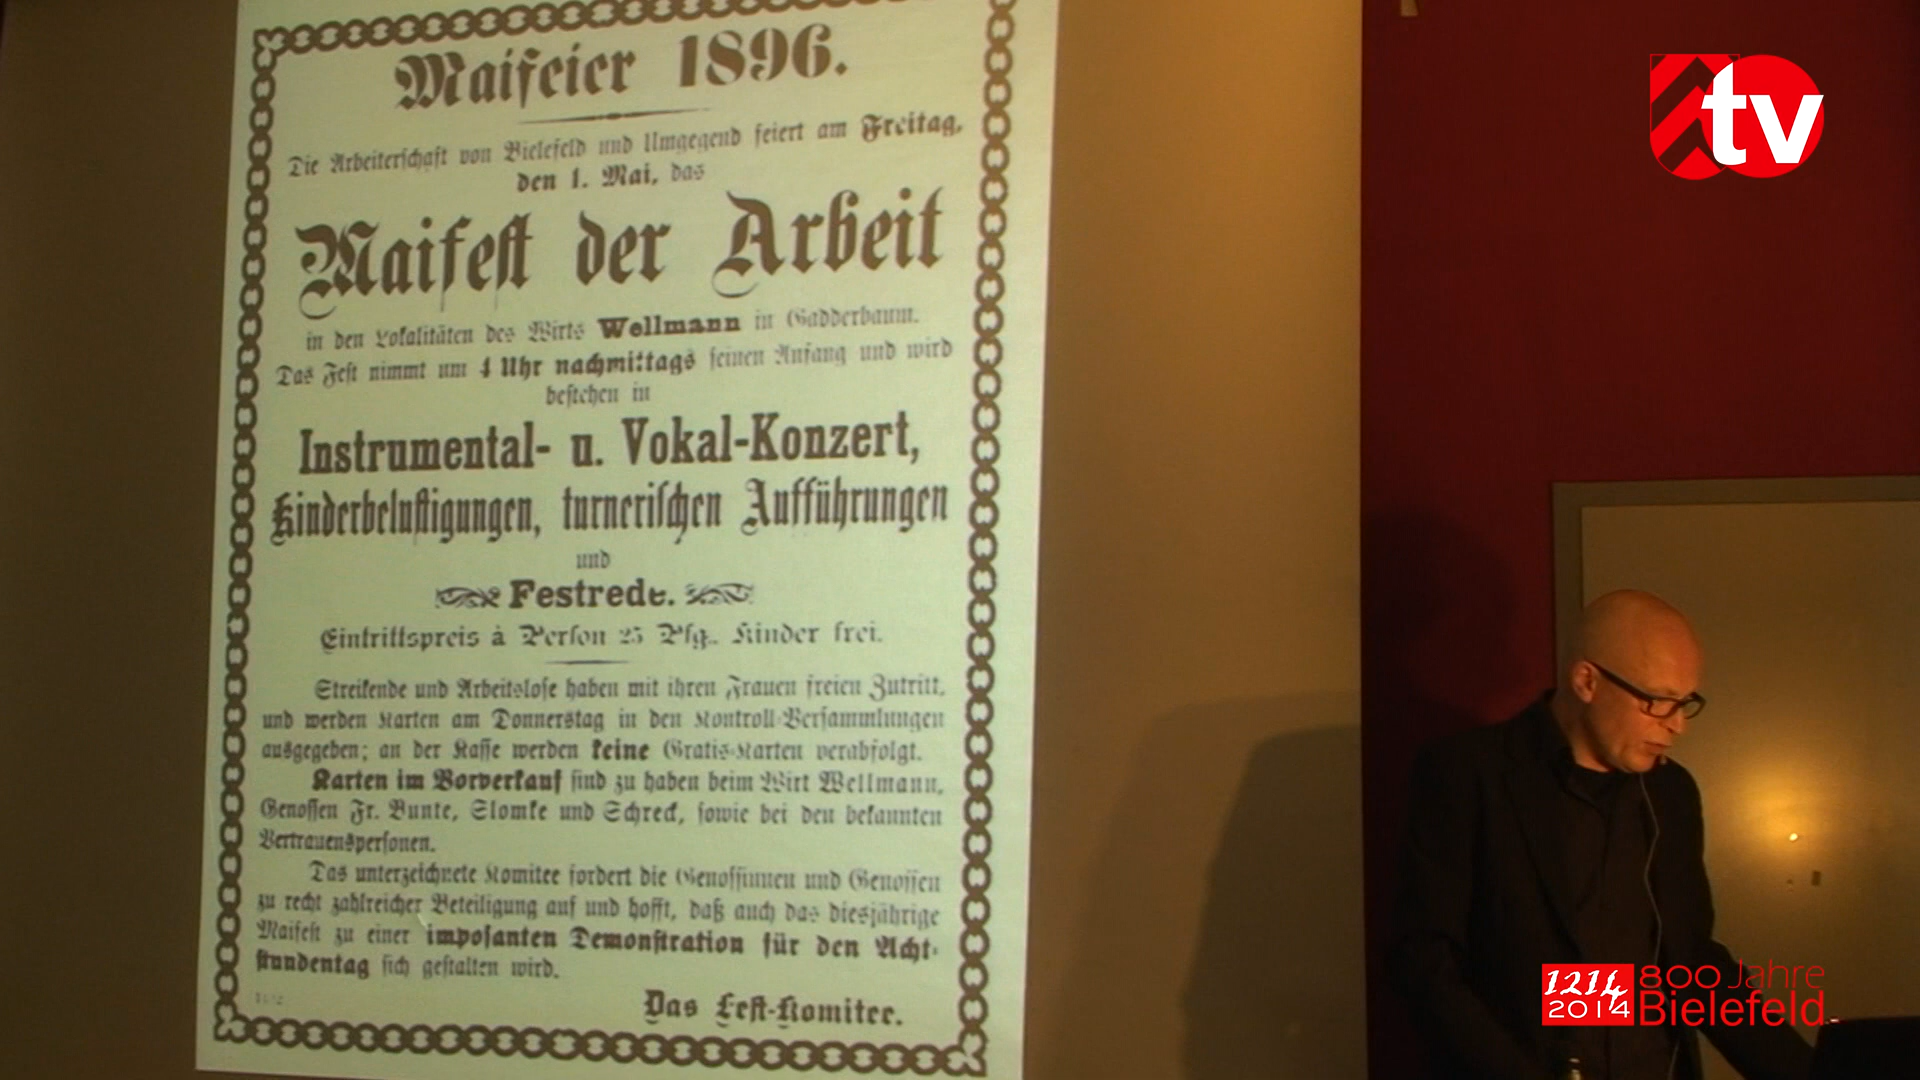 Maifeier 1896.
Die Arbeiterschaft von Bielefeld und Umgegend feiert am Freitag,
den 1. Mai, das
Maifest der Arbeit
in den Lokalitäten des Wirts Wellmann in Gadderbaum.
Das Fest nimmt um 4 Uhr nachmittags seinen Anfang und wird
bestehen in
Instrumental- u. Vokal-Konzert,
Kinderbelustigungen, turnerischen Aufführungen
und
Festrede.
Eintrittspreis à Person 25 Pfg. Kinder frei.
Streikende und Arbeitslose haben mit ihren Frauen freien Zutritt,
und werden Karten am Donnerstag in den Kontroll-Versammlungen
ausgegeben; an der Kasse werden keine Gratis-Karten verabfolgt.
Karten im Vorverkauf sind zu haben beim Wirt Wellmann,
Genossen Fr. Bunte, Slomke und Schreck, sowie bei den bekannten
Vertrauenspersonen.
Das unterzeichnete Komitee fordert die Genossinnen und Genossen
zu recht zahlreicher Beteiligung auf und hofft, daß auch das diesjährige
Maifest zu einer imposanten Demonstration für den Acht-
stundentag sich gestalten wird.
Das Fest-Komitee.
tv
1214
2014
800 Jahre
Bielefeld